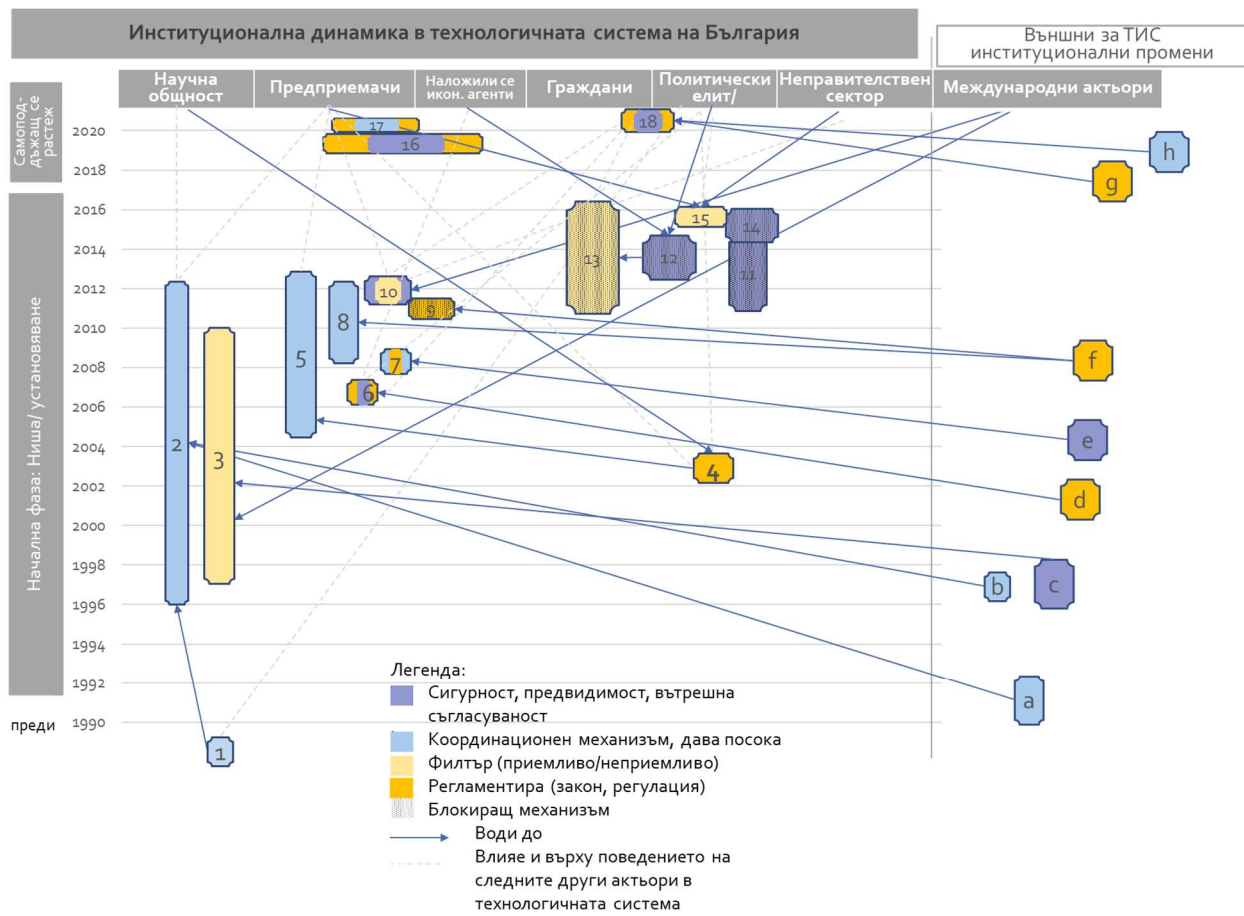 Институционална динамика в технологичната система на България
Външни за ТИС
институционални промени
Научна
общност
Предприемачи
Наложили се
икон. агенти
Граждани
Политически
елит/
Неправителствен
сектор
Международни актьори
Самопод-
дъжащ се
растеж
Начална фаза: Ниша/ установяване
преди
2020
2018
2016
2014
2012
2010
2008
2006
2004
2002
2000
1998
1996
1994
1992
1990
17
16
18
h
g
15
14
13
12
11
10
9
8
5
7
6
f
e
2
3
4
d
b
c
a
1
Легенда:
Сигурност, предвидимост, вътрешна
съгласуваност
Координационен механизъм, дава посока
Филтър (приемливо/неприемливо)
Регламентира (закон, регулация)
Блокиращ механизъм
Води до
Влияе и върху поведението на
следните други актьори в
технологичната система